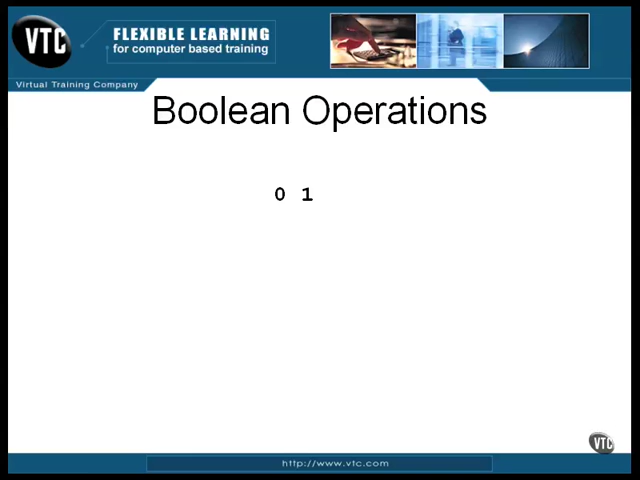 VTC
FLEXIBLE LEARNING
for computer based training
Virtual Training Company
Boolean Operations
0 1
VTC
http://www.vtc.com